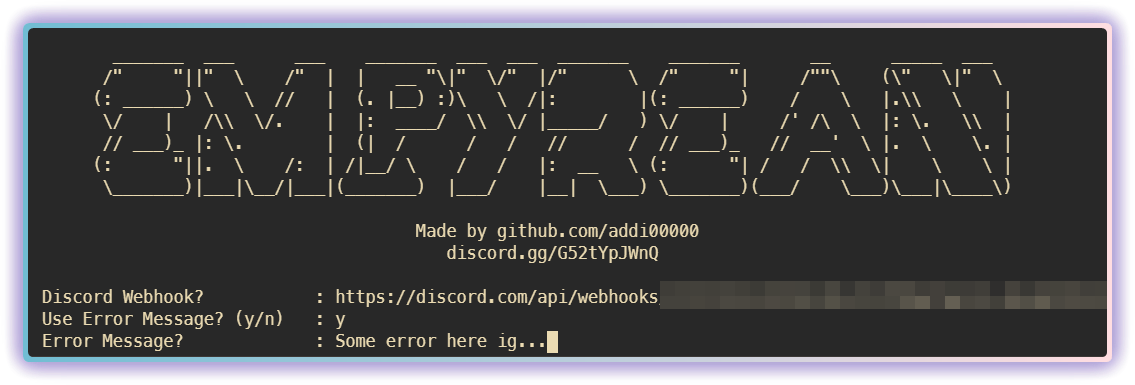 EMPYREAN
Made by github.com/addi00000
discord.gg/G52tYpJWnQ
Discord Webhook? : https://discord.com/api/webhooks/
Use Error Message? (y/n) : y
Error Message? : Some error here ig...